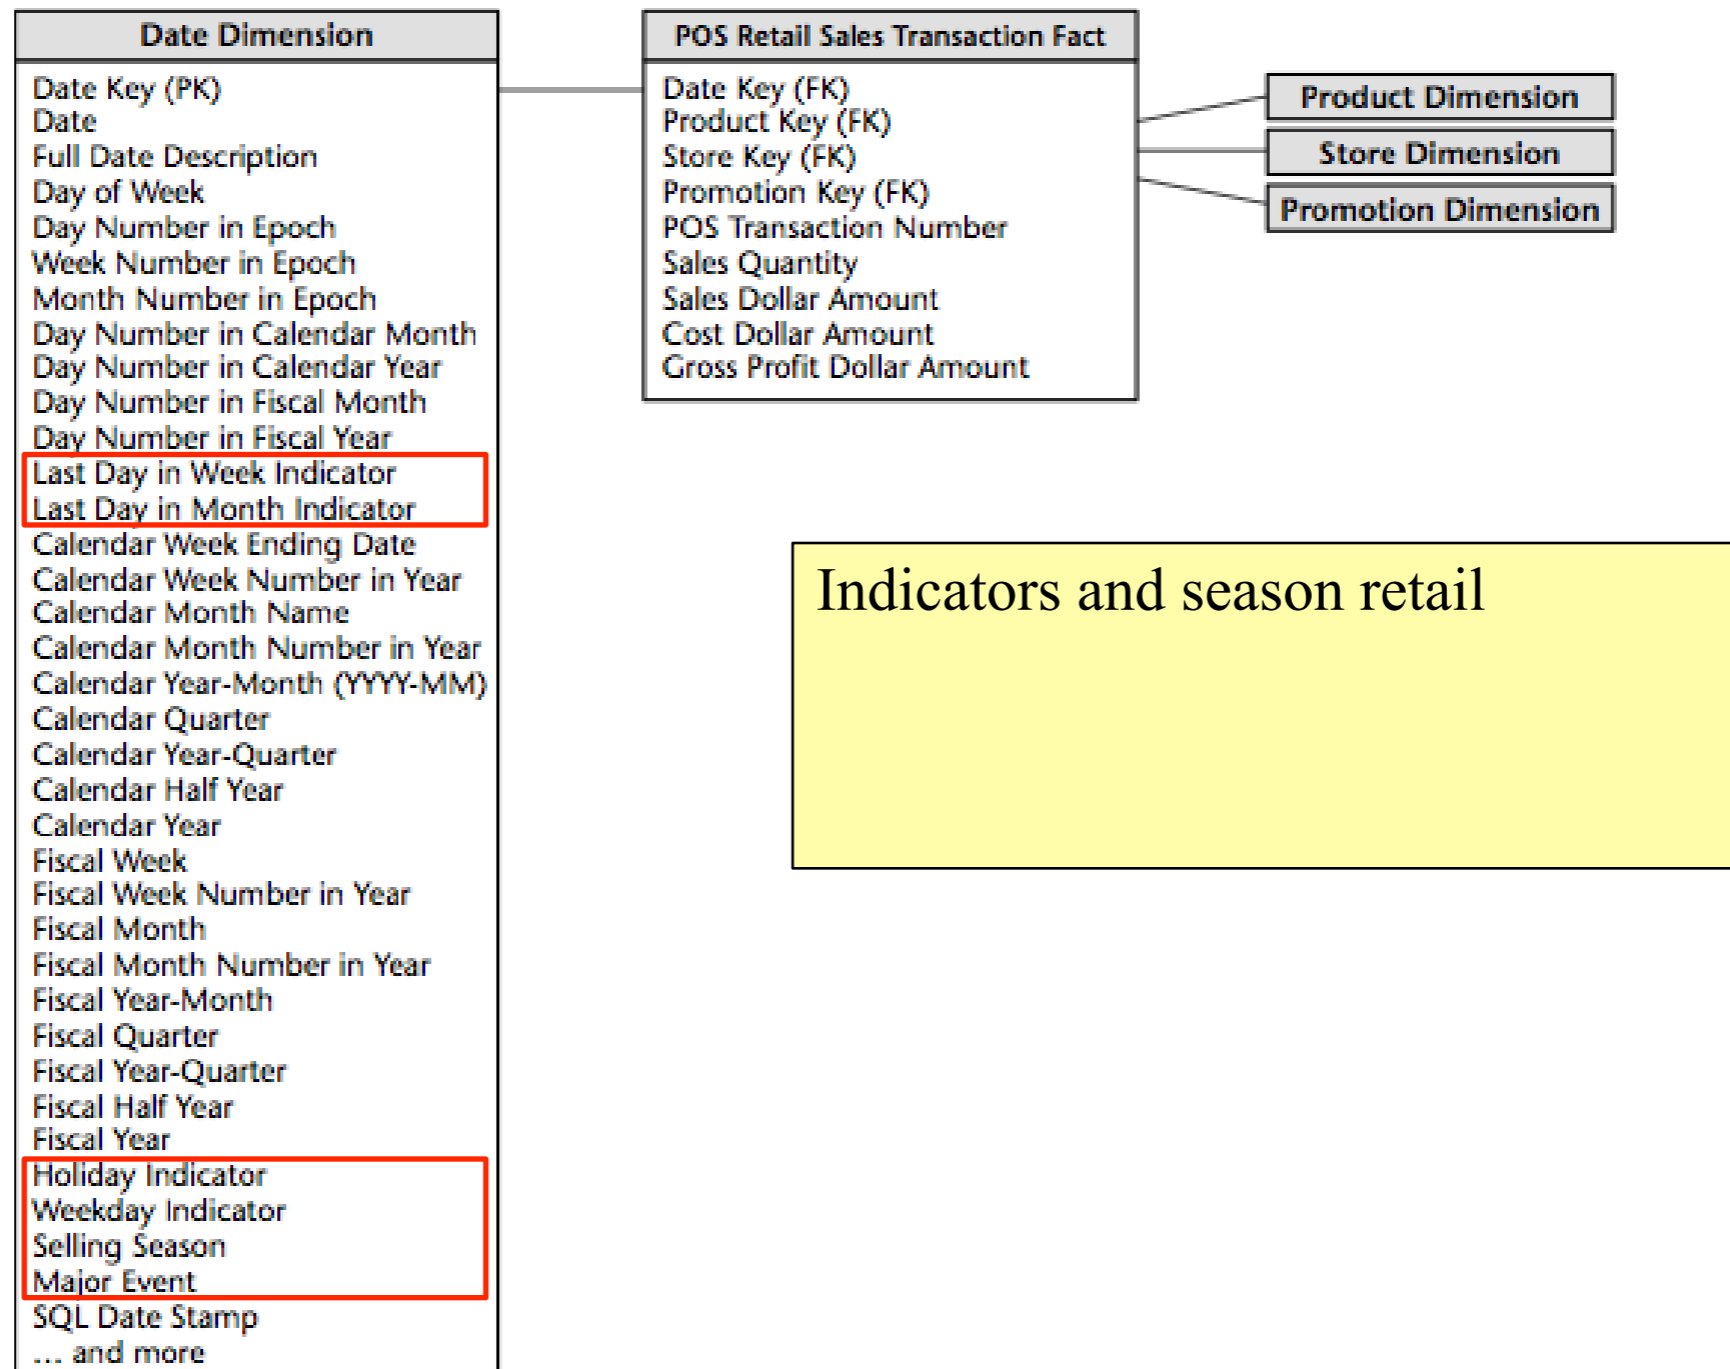 Date Dimension
Date Key (PK)
Date
Full Date Description
Day of Week
Day Number in Epoch
Week Number in Epoch
Month Number in Epoch
Day Number in Calendar Month
Day Number in Calendar Year
Day Number in Fiscal Month
Day Number in Fiscal Year
Last Day in Week Indicator
Last Day in Month Indicator
Calendar Week Ending Date
Calendar Week Number in Year
Calendar Month Name
Calendar Month Number in Year
Calendar Year-Month (YYYY-MM)
Calendar Quarter
Calendar Year-Quarter
Calendar Half Year
Calendar Year
Fiscal Week
Fiscal Week Number in Year
Fiscal Month
Fiscal Month Number in Year
Fiscal Year-Month
Fiscal Quarter
Fiscal Year-Quarter
Fiscal Half Year
Fiscal Year
Holiday Indicator
Weekday Indicator
Selling Season
Major Event
SQL Date Stamp
... and more
POS Retail Sales Transaction Fact
Date Key (FK)
Product Key (FK)
Store Key (FK)
Promotion Key (FK)
POS Transaction Number
Sales Quantity
Sales Dollar Amount
Cost Dollar Amount
Gross Profit Dollar Amount
Product Dimension
Store Dimension
Promotion Dimension
Indicators and season retail